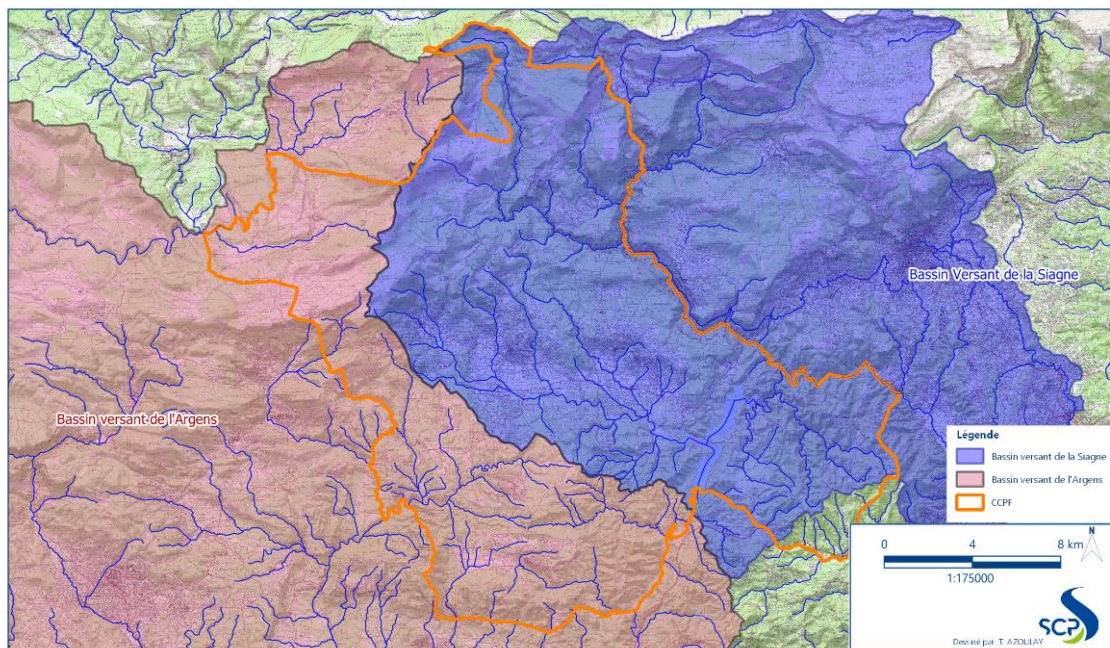 Bassin Versant de la Siagne
Bassin versant de l'Argens
Légende
Bassin versant de la Siagne
Bassin versant de l'Argens
CCPF
N
0 4 8 km
1:175000
SCP
Dessiné par T. AZOULAY